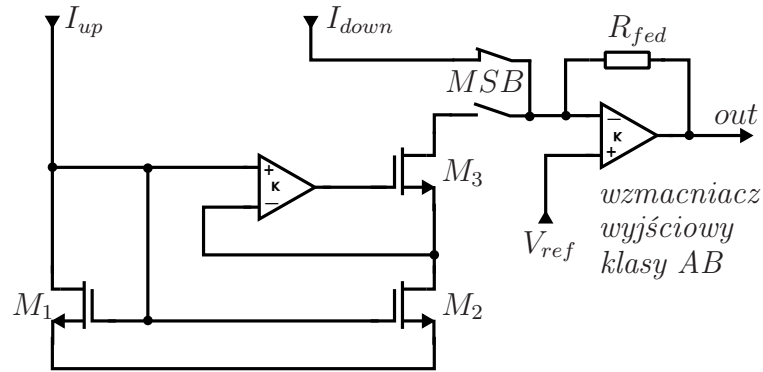 I_up
I_down
R_fed
MSB
−
K
+
out
+
K
−
M_3
V_ref
wzmacniacz
wyjściowy
klasy AB
M_1
M_2